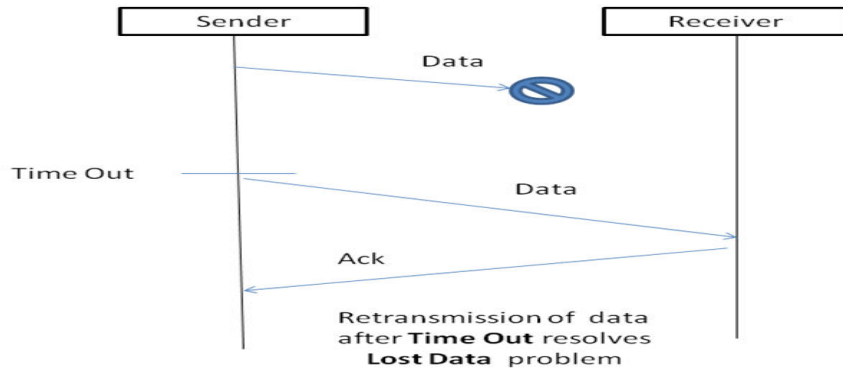 Sender
Receiver
Data
Time Out
Data
Ack
Retransmission of data
after Time Out resolves
Lost Data problem